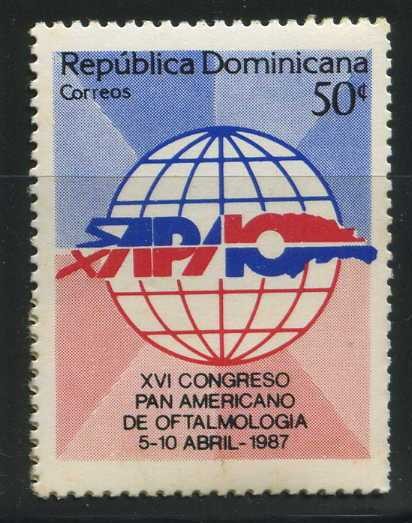 República Dominicana
Correos
50¢
XVI CONGRESO
PAN AMERICANO
DE OFTALMOLOGIA
5-10 ABRIL-1987